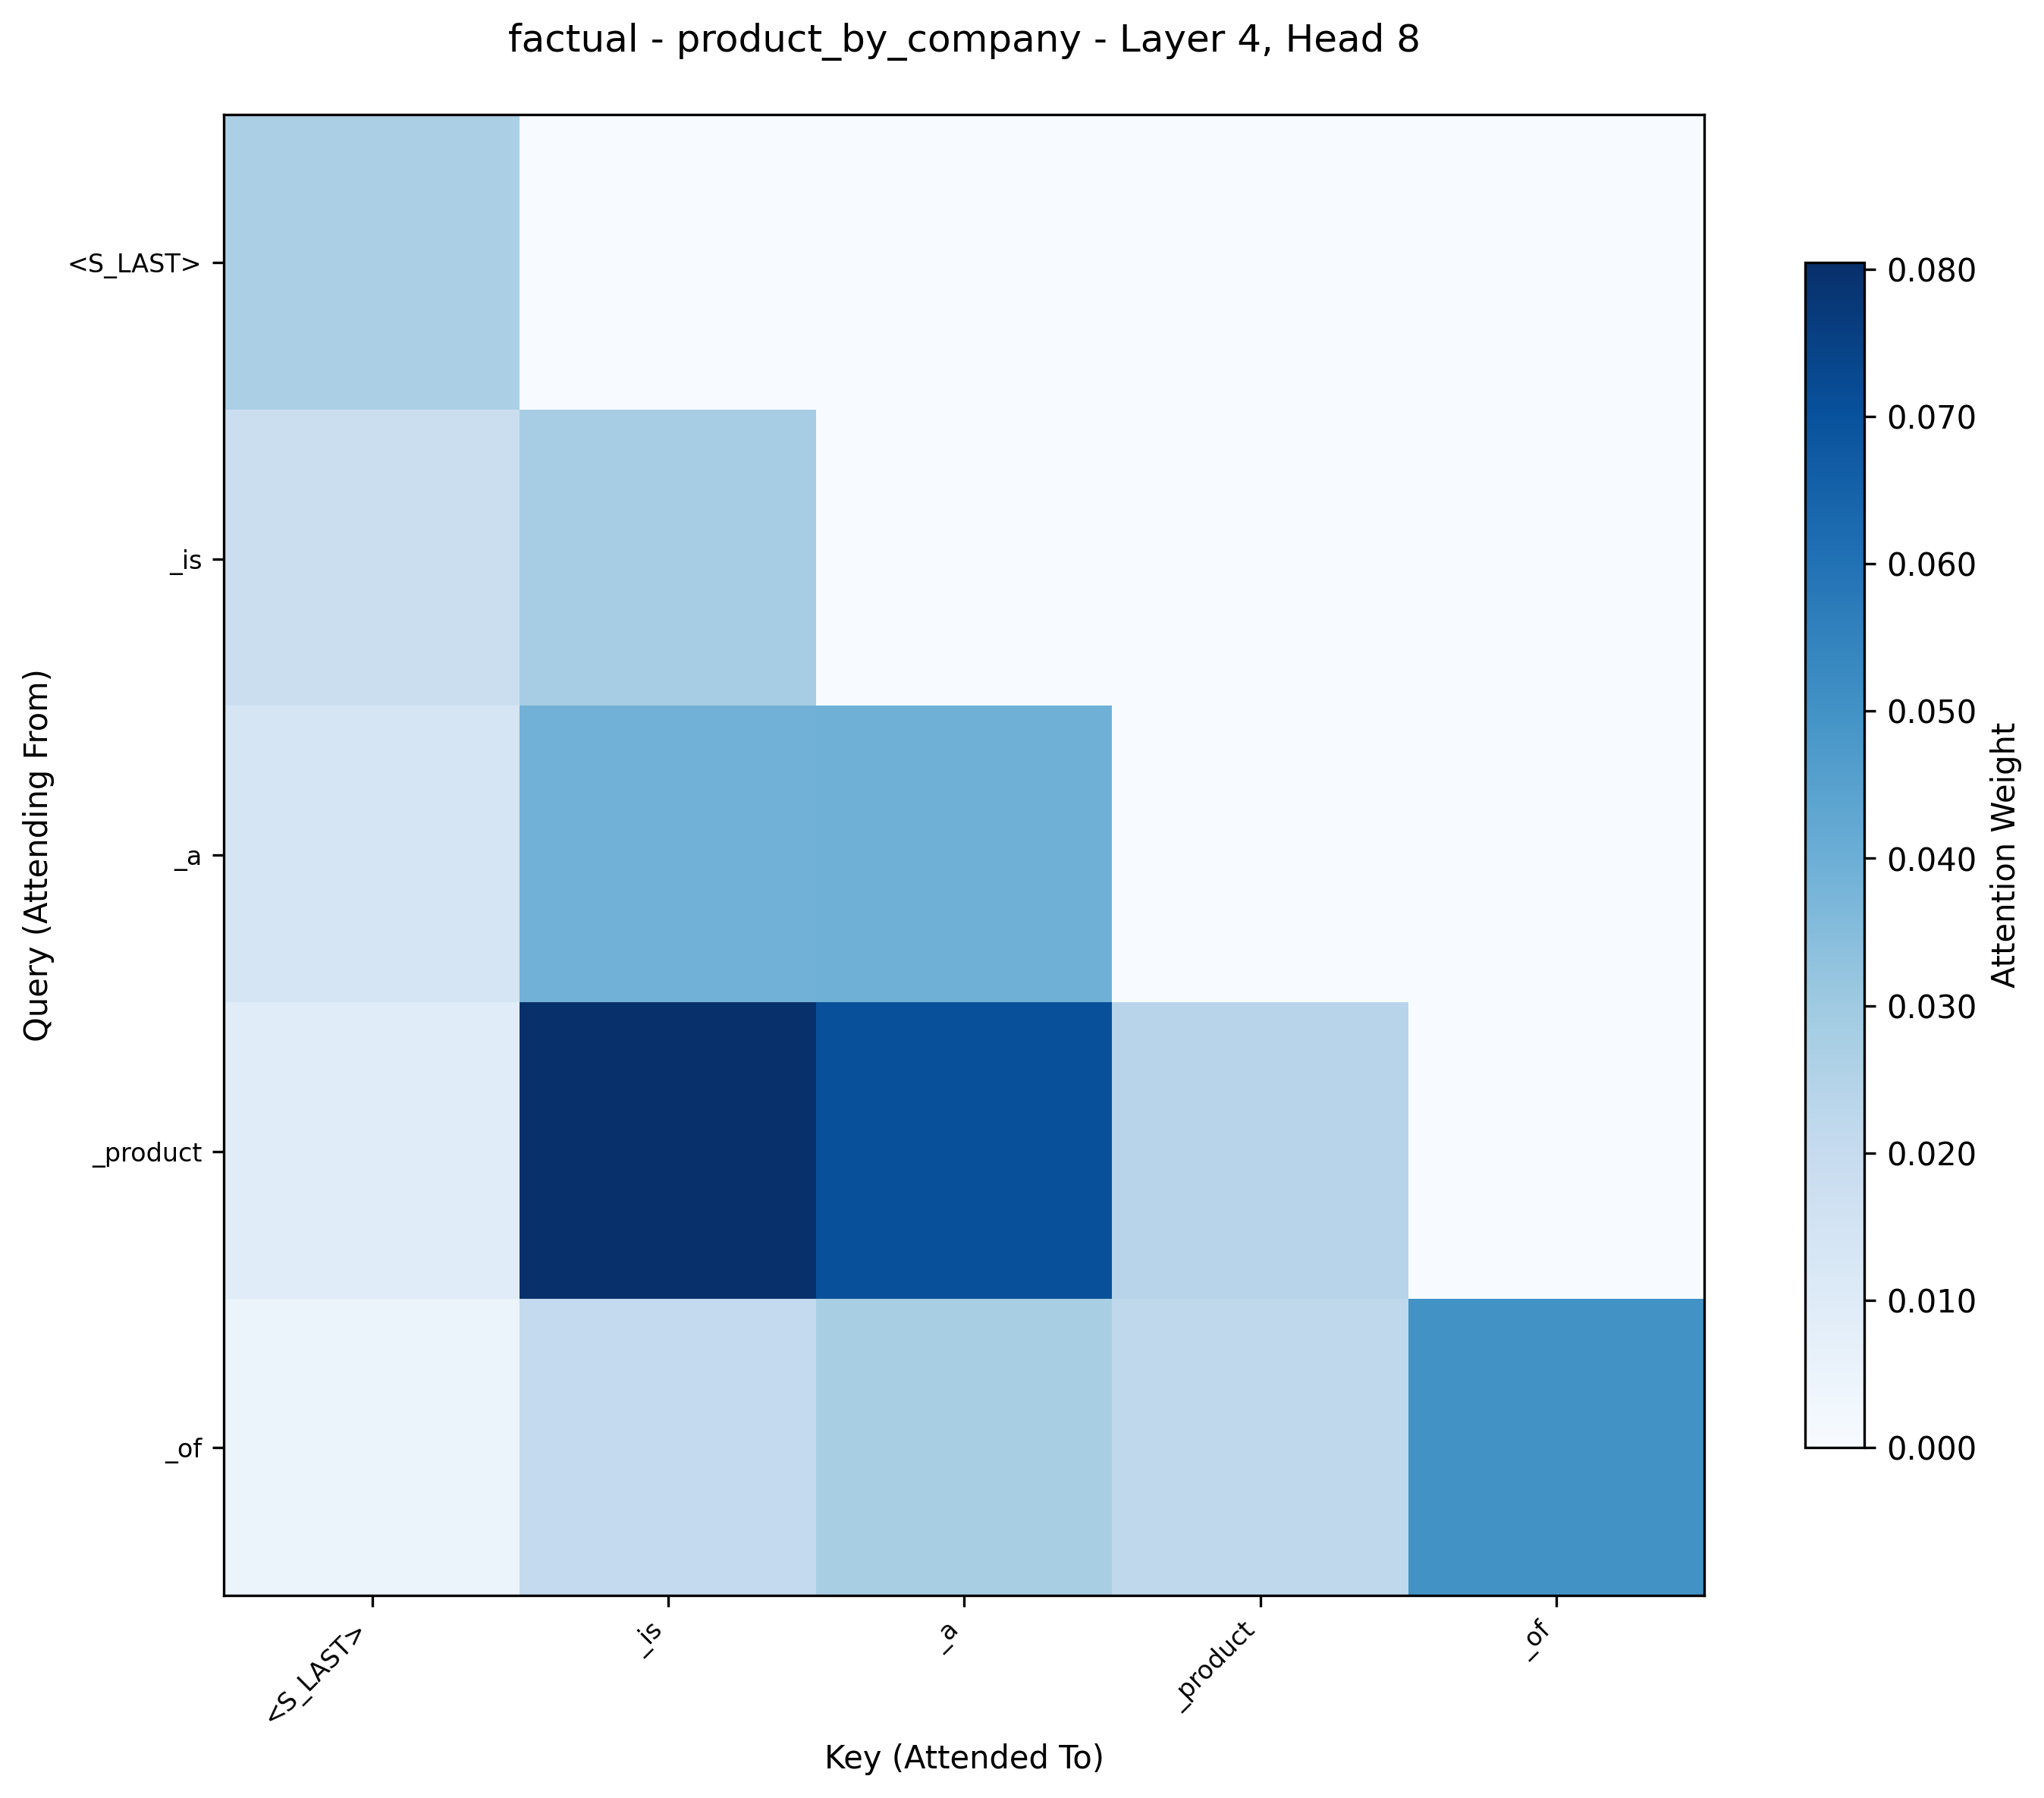 factual - product_by_company - Layer 4, Head 8
Query (Attending From)
<S_LAST>
_is
_a
_product
_of
<S_LAST>
_is
_a
_product
_of
Key (Attended To)
0.080
0.070
0.060
0.050
0.040
0.030
0.020
0.010
0.000
Attention Weight